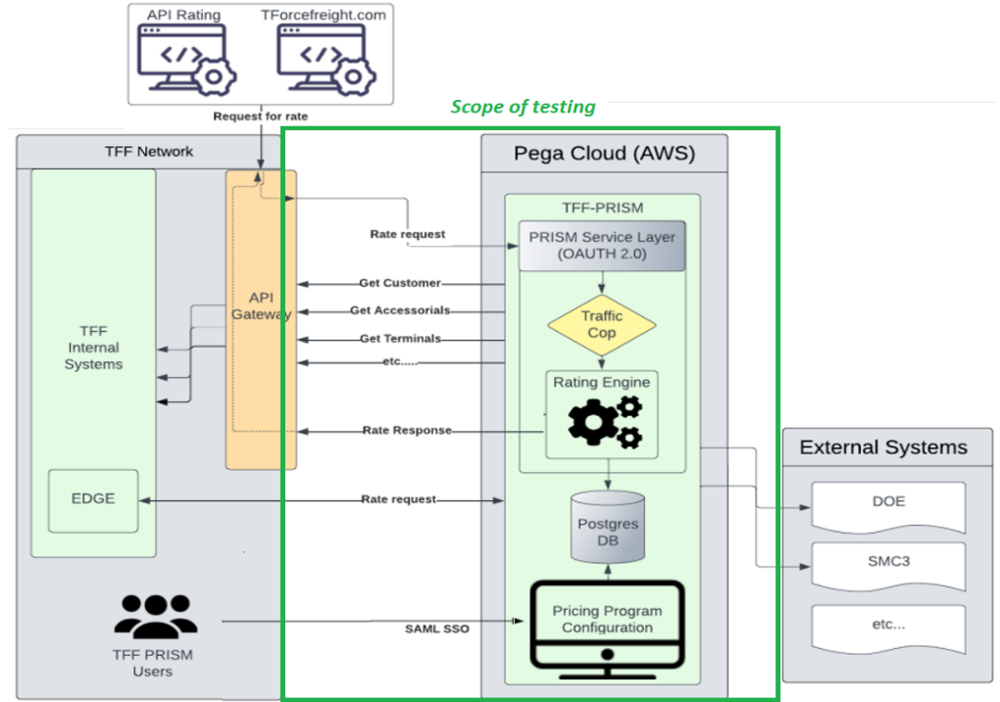 API Rating
TForcefreight.com
Request for rate
Scope of testing
TFF Network
Pega Cloud (AWS)
TFF-PRISM
PRISM Service Layer
(OAUTH 2.0)
Rate request
Get Customer
Get Accessorials
Get Terminals
etc.....
API
Gateway
TFF
Internal
Systems
Traffic
Cop
Rating Engine
Rate Response
External Systems
DOE
SMC3
etc...
EDGE
Rate request
Postgres
DB
Pricing Program
Configuration
SAML SSO
TFF PRISM
Users